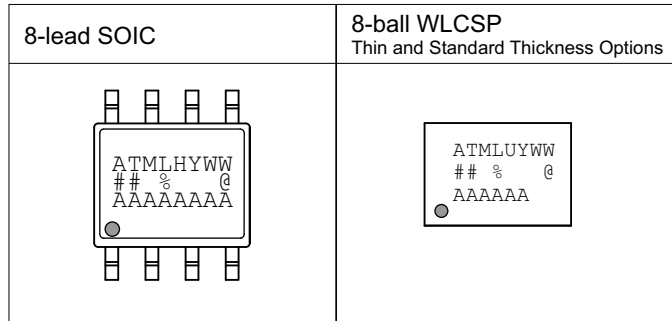 8-lead SOIC
8-ball WLCSP
Thin and Standard Thickness Options
ATMLHYWW
## % @
AAAAAAAA
ATMLUYWW
## % @
AAAAAA